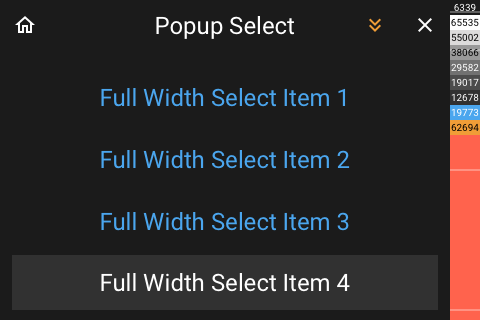 Popup Select
Full Width Select Item 1
Full Width Select Item 2
Full Width Select Item 3
Full Width Select Item 4
6339
65535
55002
38066
29582
19017
12678
19773
62694